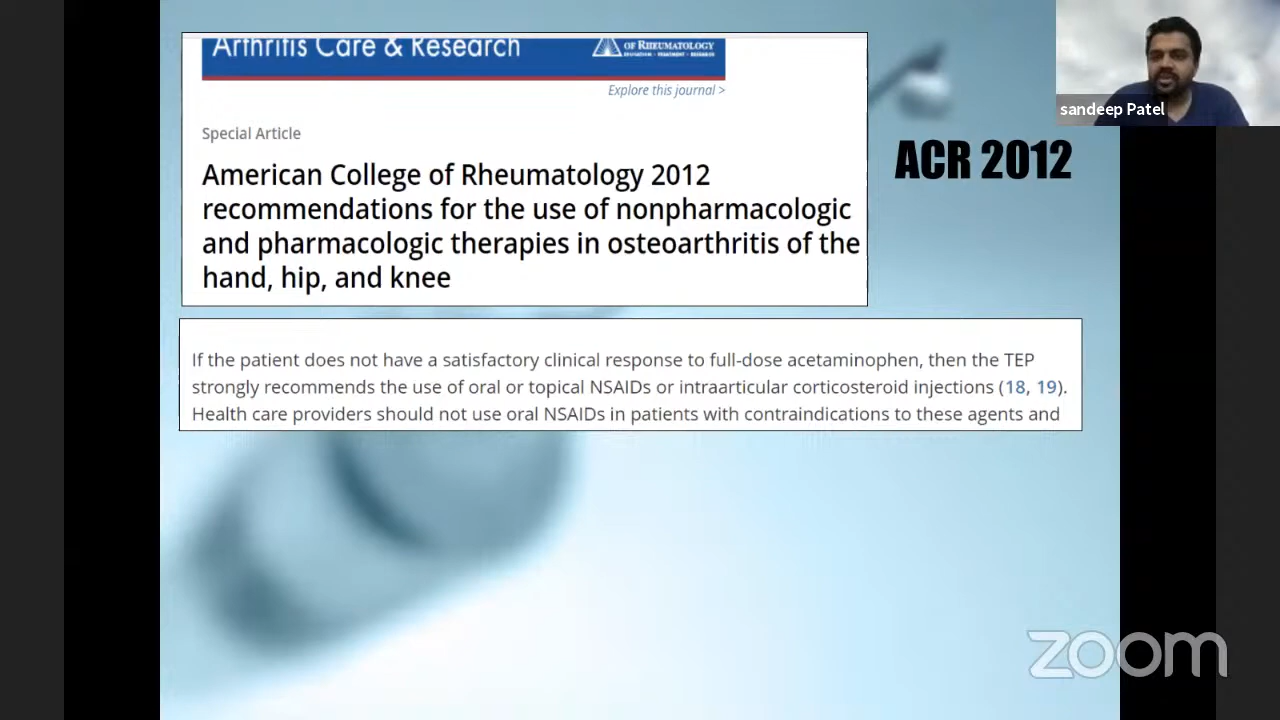 Arthritis Care & Research
OF RHEUMATOLOGY
EDUCATION • TREATMENT • RESEARCH
Explore this journal >
sandeep Patel
Special Article
ACR 2012
American College of Rheumatology 2012
recommendations for the use of nonpharmacologic
and pharmacologic therapies in osteoarthritis of the
hand, hip, and knee
If the patient does not have a satisfactory clinical response to full-dose acetaminophen, then the TEP
strongly recommends the use of oral or topical NSAIDs or intraarticular corticosteroid injections (18, 19).
Health care providers should not use oral NSAIDs in patients with contraindications to these agents and
zoom